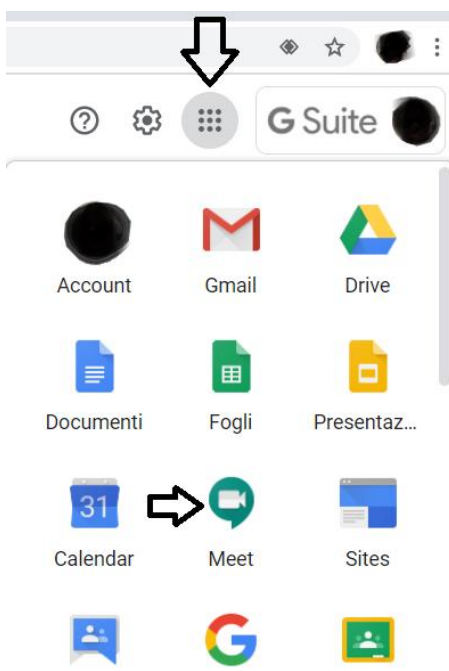 G Suite
Account Gmail Drive
Documenti Fogli Presentaz...
31
Calendar Meet Sites